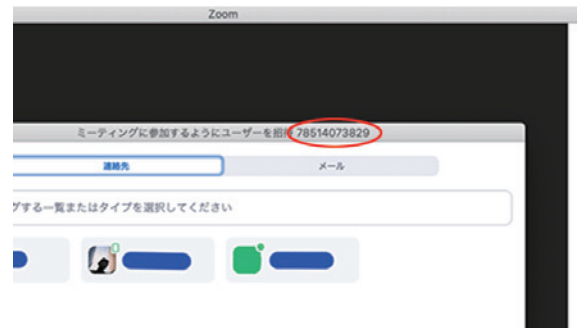 Zoom
ミーティングに参加するようにユーザーを招待 78514073829
連絡先
メール
グする一覧またはタイプを選択してください